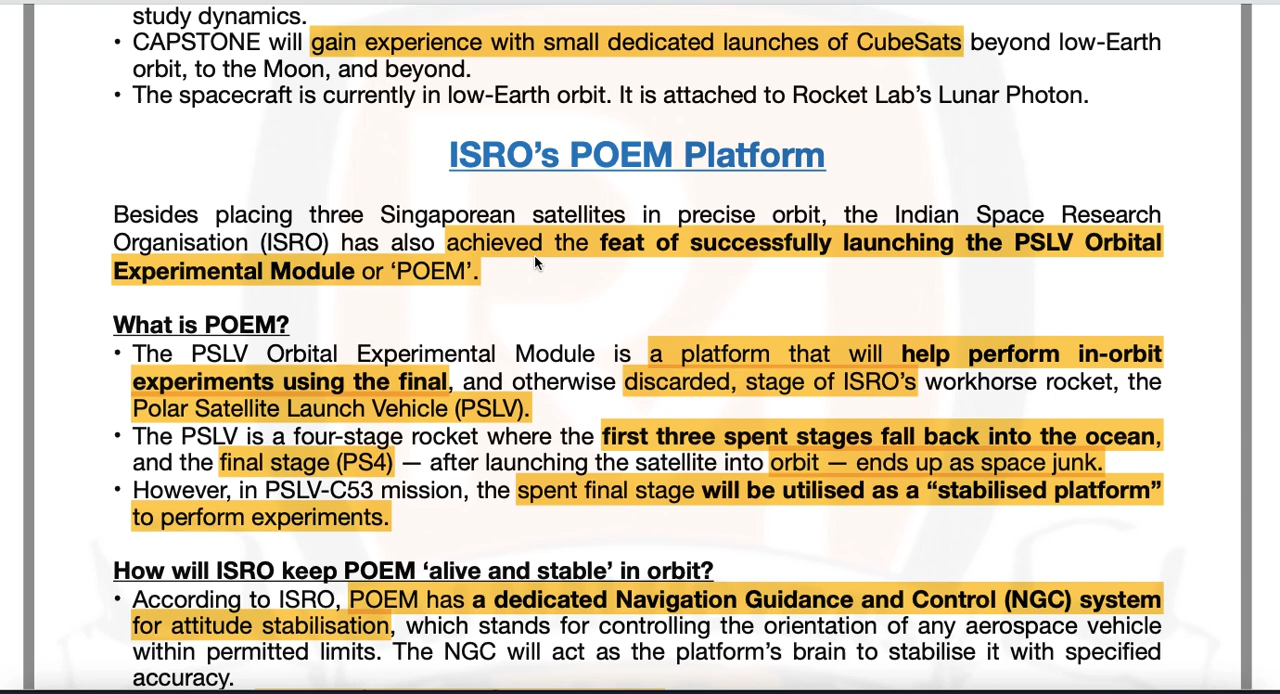 study dynamics.
• CAPSTONE will gain experience with small dedicated launches of CubeSats beyond low-Earth
orbit, to the Moon, and beyond.
• The spacecraft is currently in low-Earth orbit. It is attached to Rocket Lab’s Lunar Photon.
ISRO’s POEM Platform
Besides placing three Singaporean satellites in precise orbit, the Indian Space Research
Organisation (ISRO) has also achieved the feat of successfully launching the PSLV Orbital
Experimental Module or ‘POEM’.
What is POEM?
• The PSLV Orbital Experimental Module is a platform that will help perform in-orbit
experiments using the final, and otherwise discarded, stage of ISRO’s workhorse rocket, the
Polar Satellite Launch Vehicle (PSLV).
• The PSLV is a four-stage rocket where the first three spent stages fall back into the ocean,
and the final stage (PS4) — after launching the satellite into orbit — ends up as space junk.
• However, in PSLV-C53 mission, the spent final stage will be utilised as a “stabilised platform”
to perform experiments.
How will ISRO keep POEM ‘alive and stable’ in orbit?
• According to ISRO, POEM has a dedicated Navigation Guidance and Control (NGC) system
for attitude stabilisation, which stands for controlling the orientation of any aerospace vehicle
within permitted limits. The NGC will act as the platform’s brain to stabilise it with specified
accuracy.